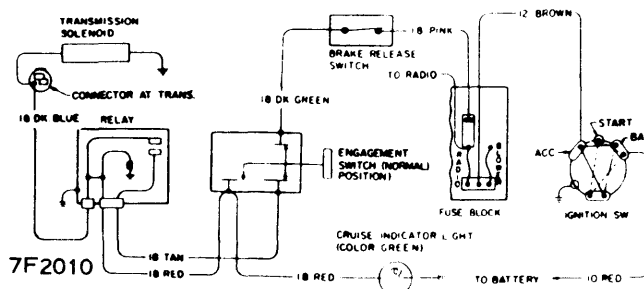 TRANSMISSION
SOLENOID
CONNECTOR AT TRANS.
18 DK BLUE
RELAY
18 DK GREEN
BRAKE RELEASE
SWITCH
18 PINK
12 BROWN
TO RADIO
ENGAGEMENT
SWITCH (NORMAL)
POSITION)
RADIO
FUSE BLOCK
START
ACC
BA
IGNITION SW
18 TAN
18 RED
7F2010
CRUISE INDICATOR LIGHT
(COLOR GREEN)
18 RED
TO BATTERY
10 RED